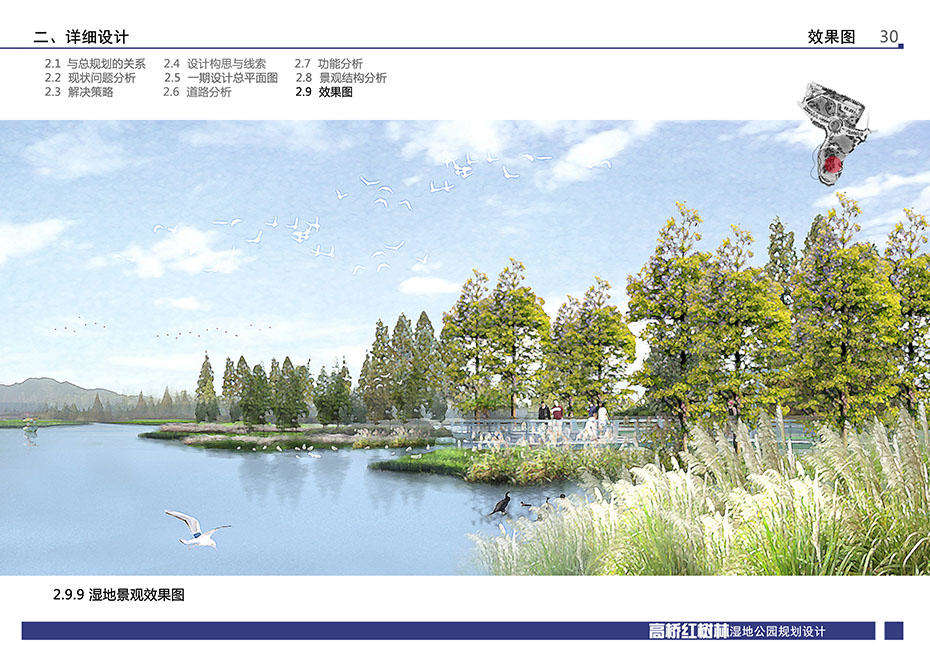 二、详细设计
效果图 30
2.1 与总规划的关系 2.4 设计构思与线索 2.7 功能分析
2.2 现状问题分析 2.5 一期设计总平面图 2.8 景观结构分析
2.3 解决策略 2.6 道路分析 2.9 效果图
2.9.9 湿地景观效果图
高桥红树林湿地公园规划设计